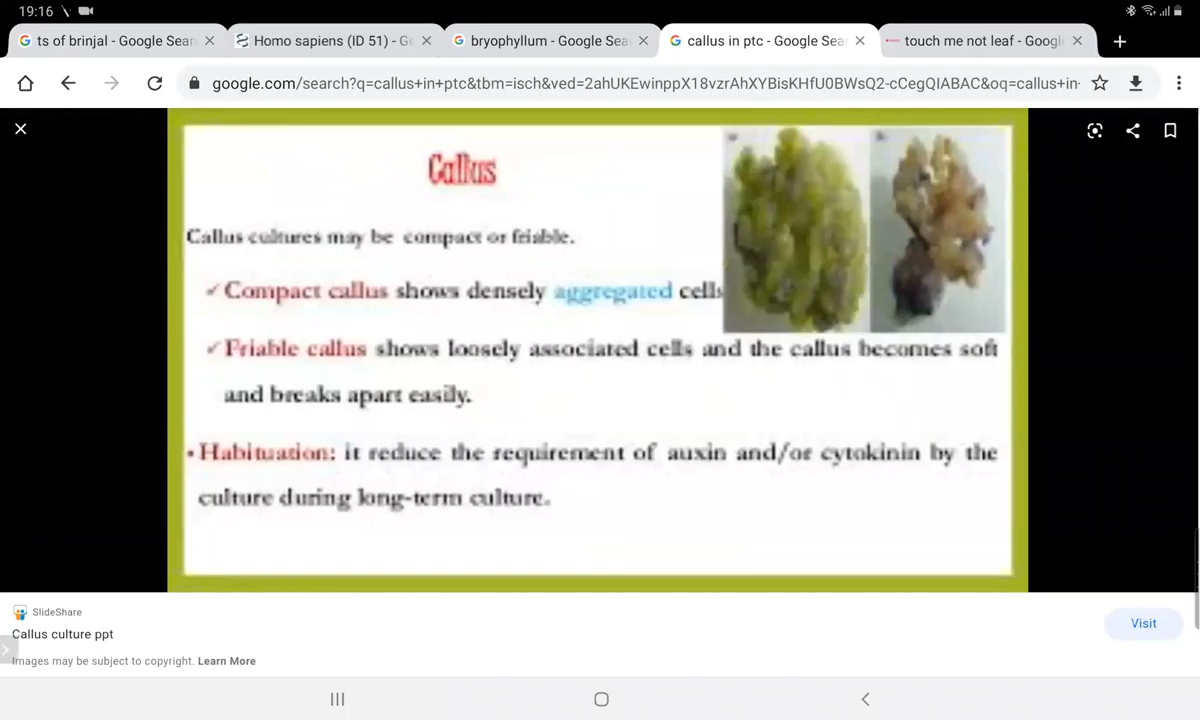 19:16
ts of brinjal - Google Sear
Homo sapiens (ID 51) - Ge
bryophyllum - Google Sea
callus in ptc - Google Sea
touch me not leaf - Googl
google.com/search?q=callus+in+ptc&tbm=isch&ved=2ahUKEwinppX18vzrAhXYBisKHfU0BWsQ2-cCegQIABAC&oq=callus+in-
Callus
Callus cultures may be compact or friable.
✓ Compact callus shows densely aggregated cells
✓ Friable callus shows loosely associated cells and the callus becomes soft
and breaks apart easily.
• Habituation: it reduce the requirement of auxin and/or cytokinin by the
culture during long-term culture.
SlideShare
Callus culture ppt
Visit
Images may be subject to copyright. Learn More